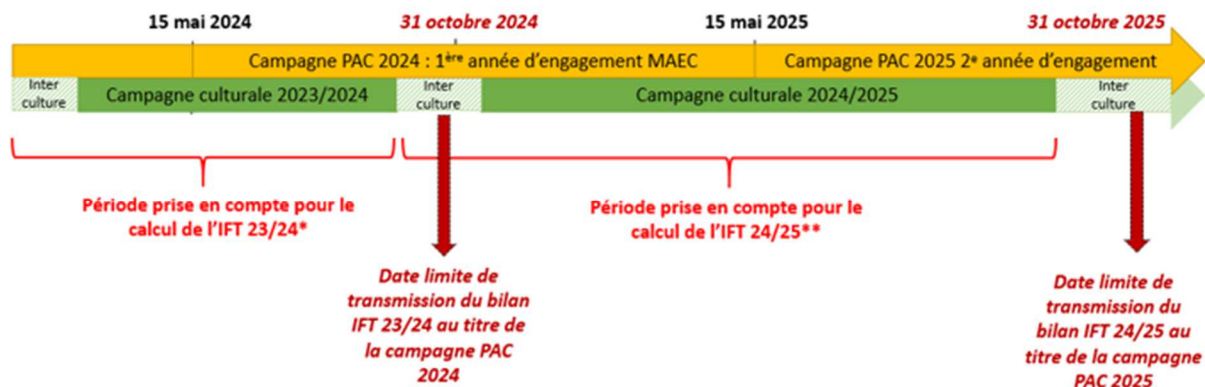 15 mai 2024
31 octobre 2024
15 mai 2025
31 octobre 2025
Campagne PAC 2024 : 1ère année d'engagement MAEC
Campagne PAC 2025 2e année d'engagement
Inter
culture
Campagne culturale 2023/2024
Inter
culture
Campagne culturale 2024/2025
Inter
culture
Période prise en compte pour le
calcul de l'IFT 23/24*
Période prise en compte pour le
calcul de l'IFT 24/25**
Date limite de
transmission du bilan
IFT 23/24 au titre de
la campagne PAC
2024
Date limite de
transmission du
bilan IFT 24/25 au
titre de la campagne
PAC 2025